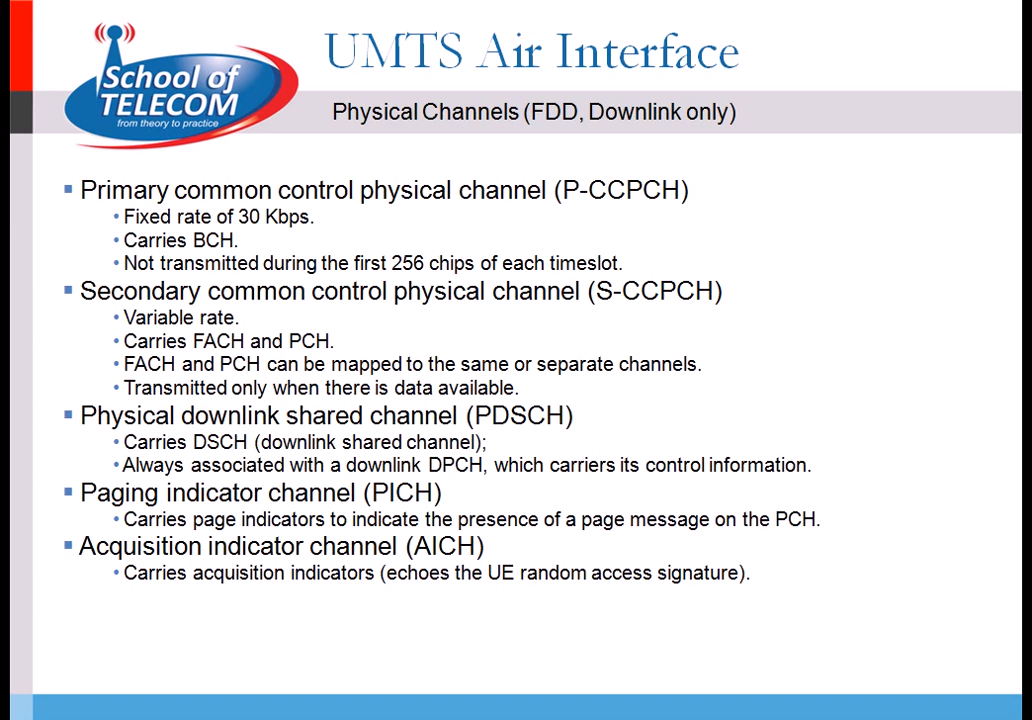 School of
TELECOM
from theory to practice
UMTS Air Interface
Physical Channels (FDD, Downlink only)
Primary common control physical channel (P-CCPCH)
Fixed rate of 30 Kbps.
Carries BCH.
Not transmitted during the first 256 chips of each timeslot.
Secondary common control physical channel (S-CCPCH)
Variable rate.
Carries FACH and PCH.
FACH and PCH can be mapped to the same or separate channels.
Transmitted only when there is data available.
Physical downlink shared channel (PDSCH)
Carries DSCH (downlink shared channel);
Always associated with a downlink DPCH, which carriers its control information.
Paging indicator channel (PICH)
Carries page indicators to indicate the presence of a page message on the PCH.
Acquisition indicator channel (AICH)
Carries acquisition indicators (echoes the UE random access signature).